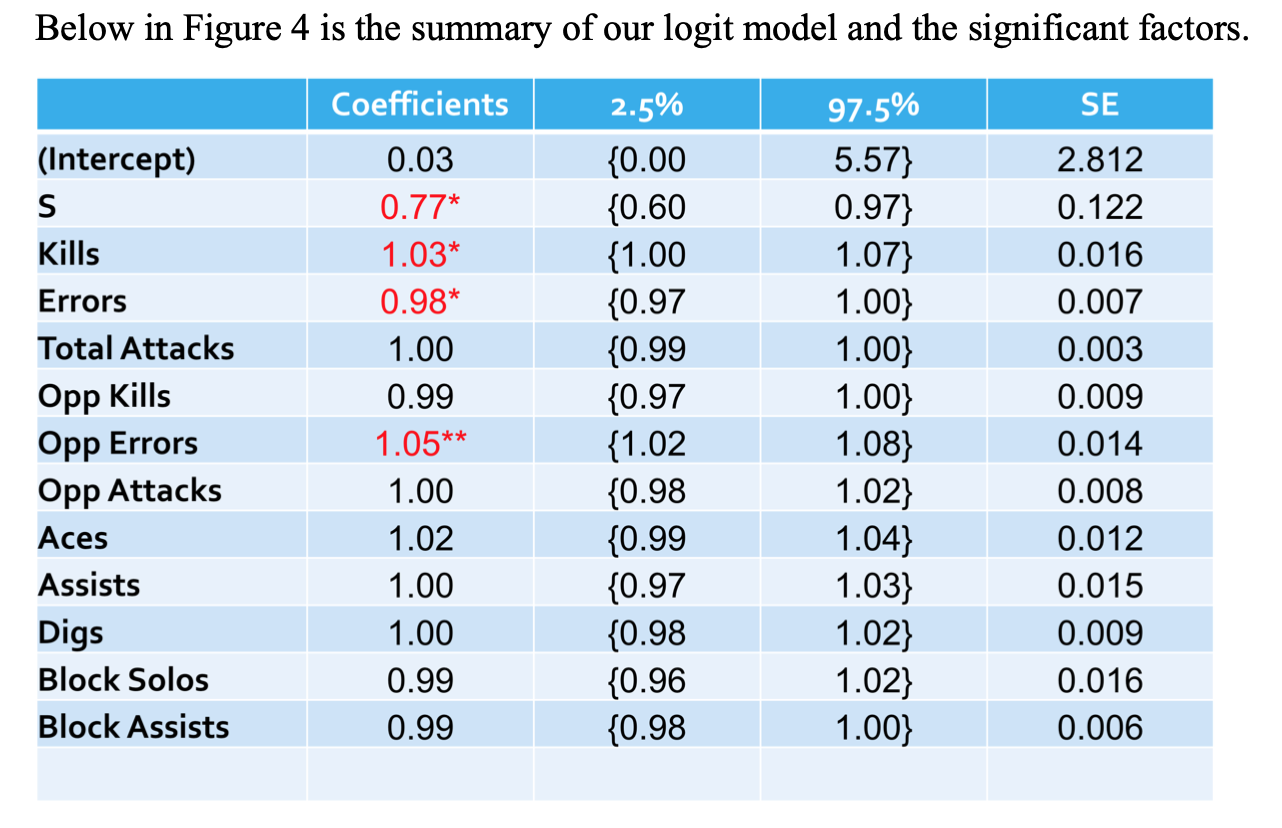 Below in Figure 4 is the summary of our logit model and the significant factors.
Coefficients 2.5% 97.5% SE
(Intercept) 0.03 {0.00 5.57} 2.812
S 0.77* {0.60 0.97} 0.122
Kills 1.03* {1.00 1.07} 0.016
Errors 0.98* {0.97 1.00} 0.007
Total Attacks 1.00 {0.99 1.00} 0.003
Opp Kills 0.99 {0.97 1.00} 0.009
Opp Errors 1.05** {1.02 1.08} 0.014
Opp Attacks 1.00 {0.98 1.02} 0.008
Aces 1.02 {0.99 1.04} 0.012
Assists 1.00 {0.97 1.03} 0.015
Digs 1.00 {0.98 1.02} 0.009
Block Solos 0.99 {0.96 1.02} 0.016
Block Assists 0.99 {0.98 1.00} 0.006